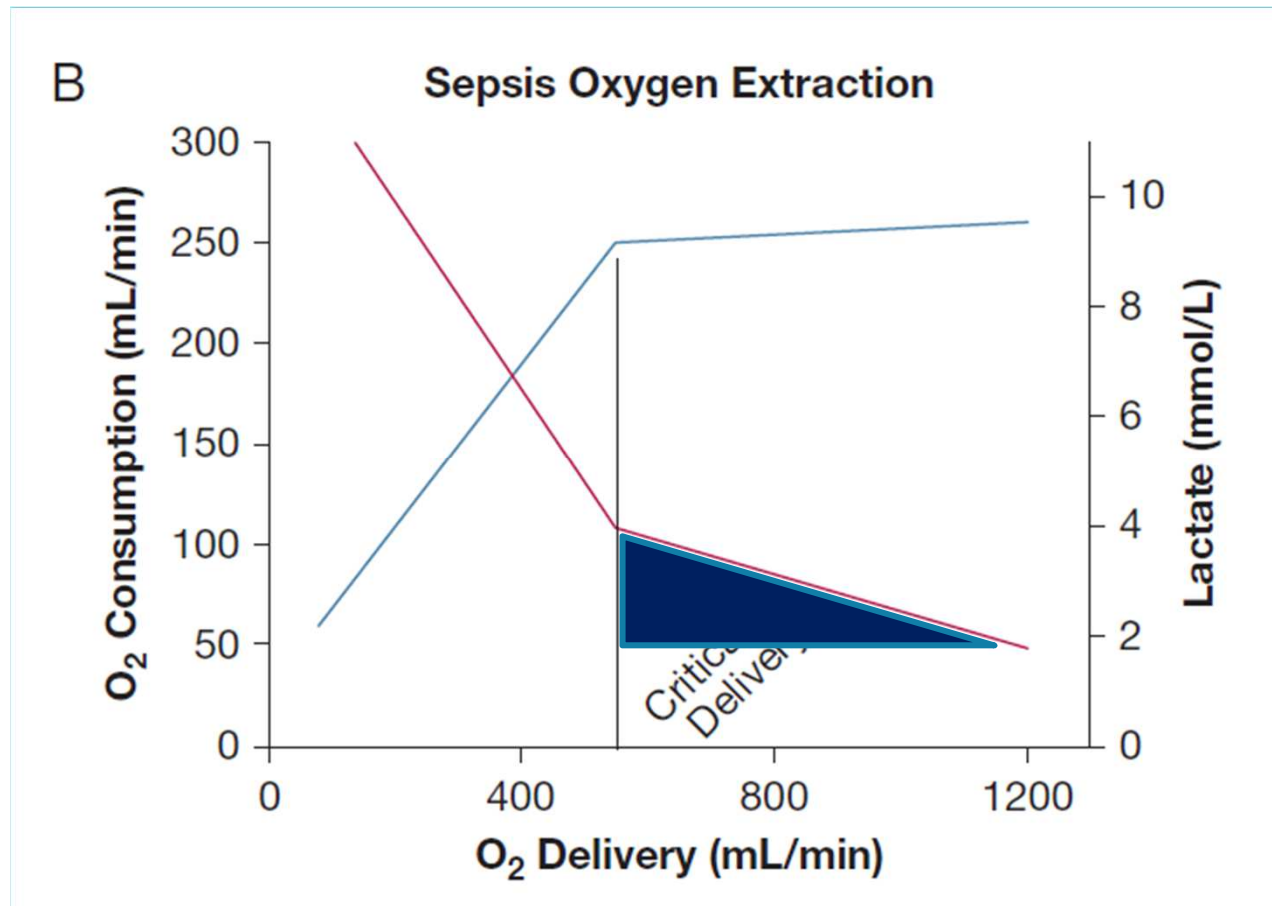 B
Sepsis Oxygen Extraction
O₂ Consumption (mL/min)
300
250
200
150
100
50
0
Lactate (mmol/L)
10
8
6
4
2
0
Delivery
0
400
800
1200
O₂ Delivery (mL/min)